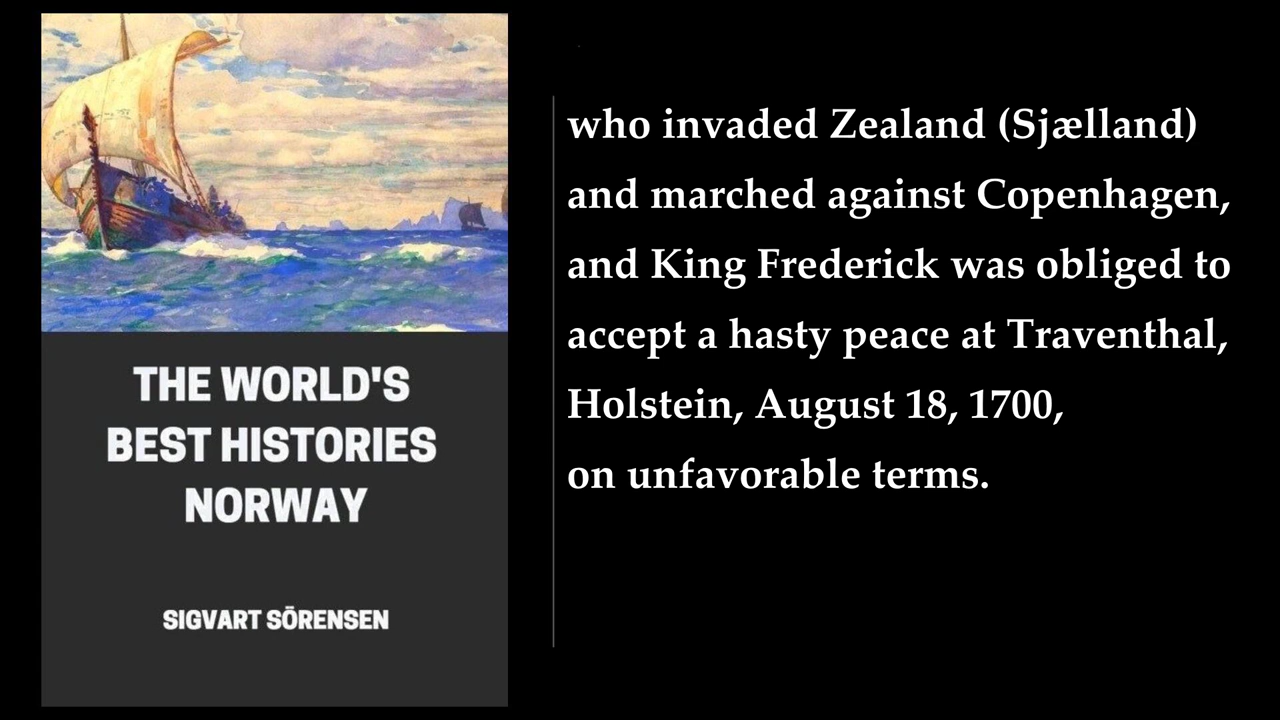 THE WORLD'S
BEST HISTORIES
NORWAY
SIGVART SÖRENSEN
who invaded Zealand (Sjælland)
and marched against Copenhagen,
and King Frederick was obliged to
accept a hasty peace at Traventhal,
Holstein, August 18, 1700,
on unfavorable terms.